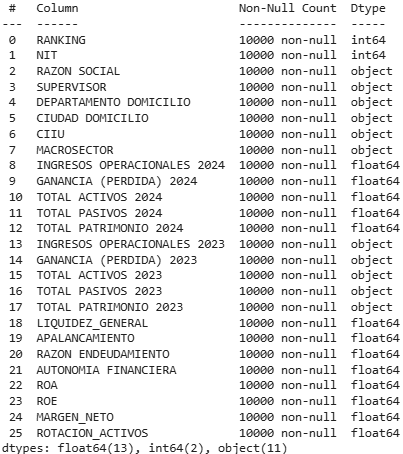 #   Column                        Non-Null Count  Dtype
---  ------                        --------------  -----
 0   RANKING                       10000 non-null  int64
 1   NIT                           10000 non-null  int64
 2   RAZON SOCIAL                  10000 non-null  object
 3   SUPERVISOR                    10000 non-null  object
 4   DEPARTAMENTO DOMICILIO        10000 non-null  object
 5   CIUDAD DOMICILIO              10000 non-null  object
 6   CIIU                          10000 non-null  object
 7   MACROSECTOR                   10000 non-null  object
 8   INGRESOS OPERACIONALES 2024   10000 non-null  float64
 9   GANANCIA (PERDIDA) 2024       10000 non-null  float64
 10  TOTAL ACTIVOS 2024            10000 non-null  float64
 11  TOTAL PASIVOS 2024            10000 non-null  float64
 12  TOTAL PATRIMONIO 2024         10000 non-null  float64
 13  INGRESOS OPERACIONALES 2023   10000 non-null  object
 14  GANANCIA (PERDIDA) 2023       10000 non-null  object
 15  TOTAL ACTIVOS 2023            10000 non-null  object
 16  TOTAL PASIVOS 2023            10000 non-null  object
 17  TOTAL PATRIMONIO 2023         10000 non-null  object
 18  LIQUIDEZ_GENERAL              10000 non-null  float64
 19  APALANCAMIENTO                10000 non-null  float64
 20  RAZON ENDEUDAMIENTO           10000 non-null  float64
 21  AUTONOMIA FINANCIERA          10000 non-null  float64
 22  ROA                           10000 non-null  float64
 23  ROE                           10000 non-null  float64
 24  MARGEN_NETO                   10000 non-null  float64
 25  ROTACION_ACTIVOS              10000 non-null  float64
dtypes: float64(13), int64(2), object(11)